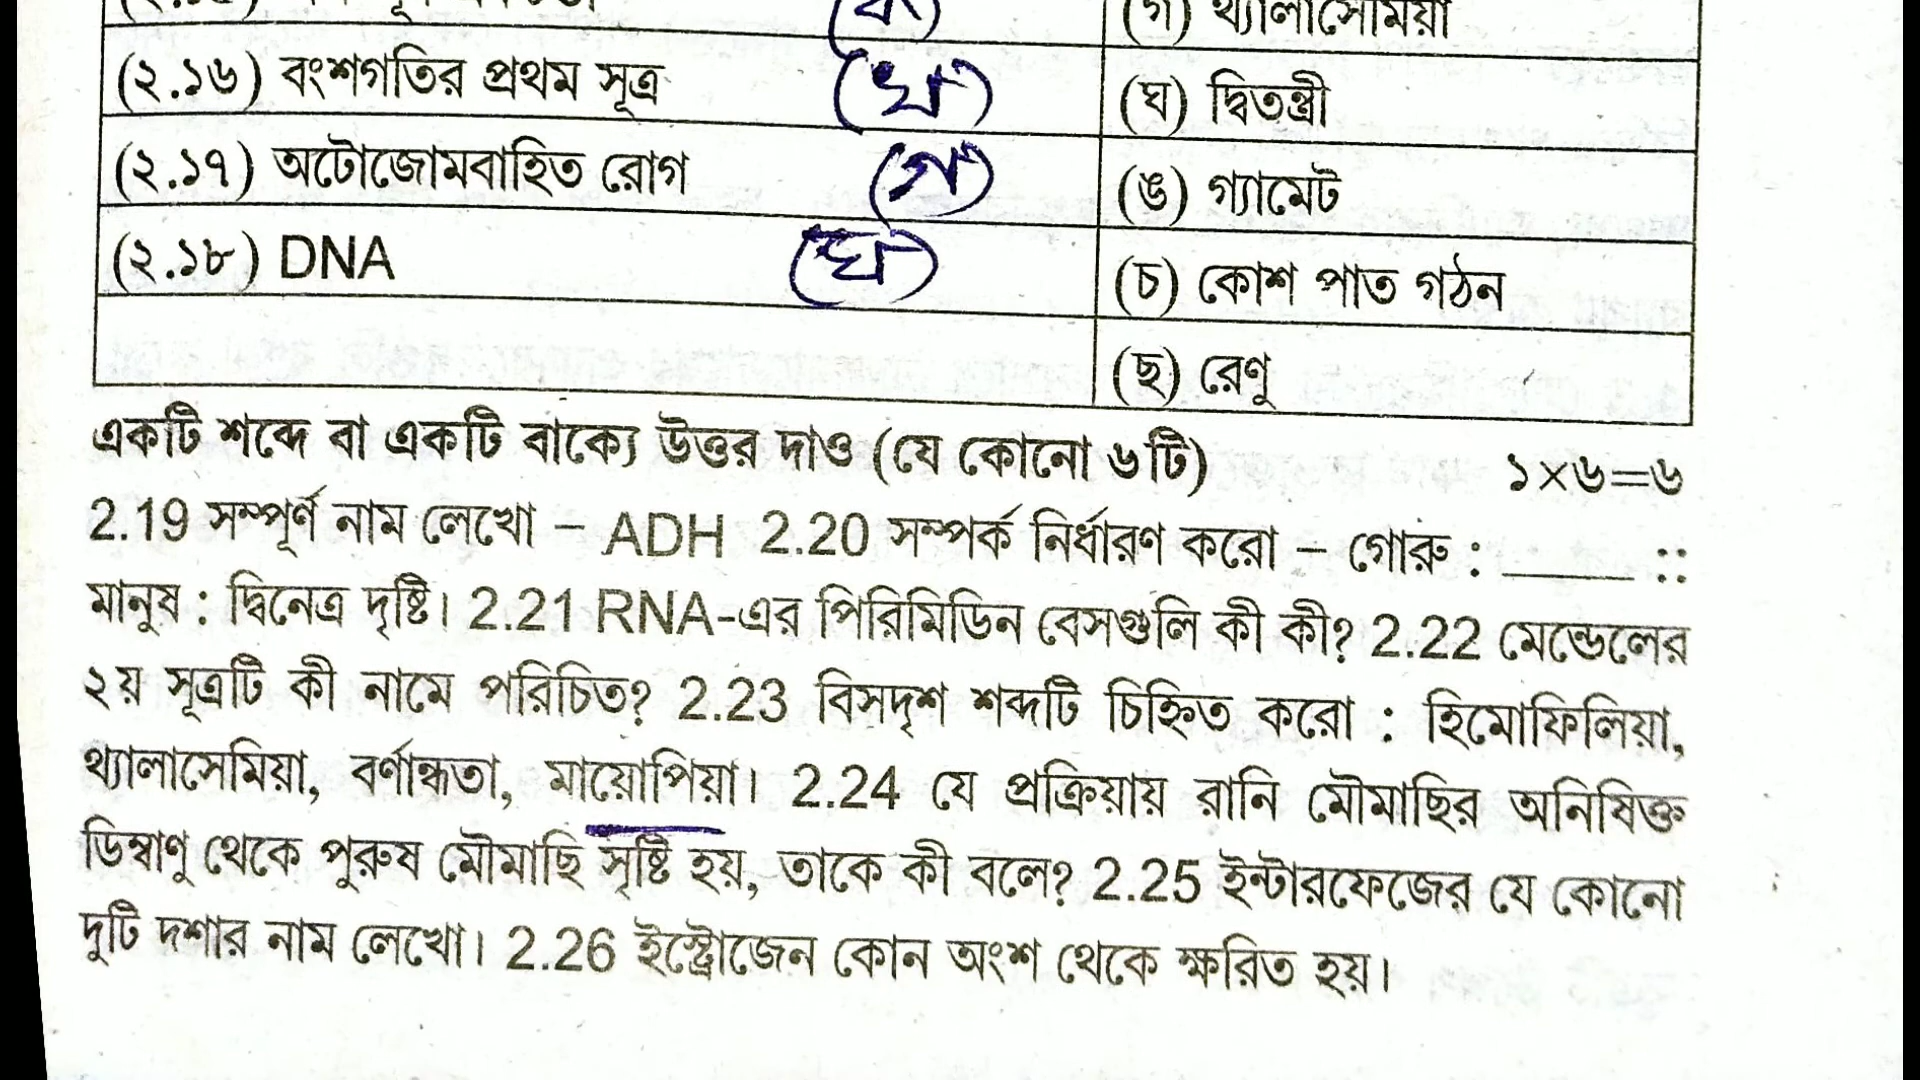 (গ) থ্যালাসেমিয়া
(২.১৬) বংশগতির প্রথম সূত্র (ঘ) (ঘ) দ্বিতন্ত্রী
(২.১৭) অটোজোমবাহিত রোগ (গ) (ঙ) গ্যামেট
(২.১৮) DNA (ঘ) (চ) কোশ পাত গঠন
(ছ) রেণু
একটি শব্দে বা একটি বাক্যে উত্তর দাও (যে কোনো ৬টি) ১×৬=৬
2.19 সম্পূর্ণ নাম লেখো – ADH 2.20 সম্পর্ক নির্ধারণ করো – গোরু : _____ ::
মানুষ : দ্বিনেত্র দৃষ্টি। 2.21 RNA-এর পিরিমিডিন বেসগুলি কী কী? 2.22 মেন্ডেলের
২য় সূত্রটি কী নামে পরিচিত? 2.23 বিসদৃশ শব্দটি চিহ্নিত করো : হিমোফিলিয়া,
থ্যালাসেমিয়া, বর্ণান্ধতা, মায়োপিয়া। 2.24 যে প্রক্রিয়ায় রানি মৌমাছির অনিষিক্ত
ডিম্বাণু থেকে পুরুষ মৌমাছি সৃষ্টি হয়, তাকে কী বলে? 2.25 ইন্টারফেজের যে কোনো
দুটি দশার নাম লেখো। 2.26 ইস্ট্রোজেন কোন অংশ থেকে ক্ষরিত হয়।